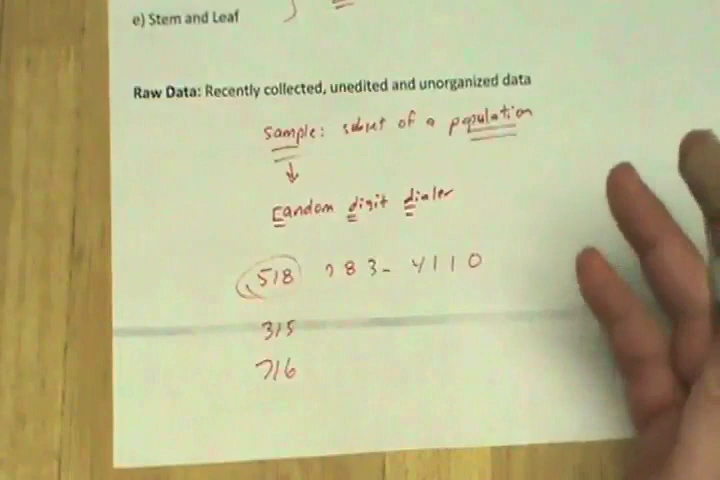 e) Stem and Leaf
Raw Data: Recently collected, unedited and unorganized data
Sample: subset of a population
random digit dialer
518 783-4110
315
716